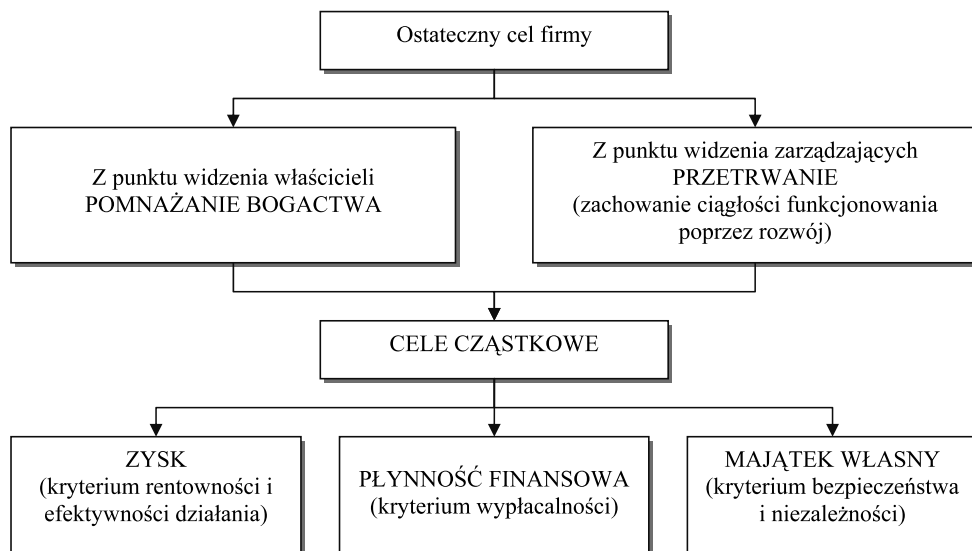 Ostateczny cel firmy
Z punktu widzenia właścicieli
POMNAŻANIE BOGACTWA
Z punktu widzenia zarządzających
PRZETRWANIE
(zachowanie ciągłości funkcjonowania
poprzez rozwój)
CELE CZĄSTKOWE
ZYSK
(kryterium rentowności i
efektywności działania)
PŁYNNOŚĆ FINANSOWA
(kryterium wypłacalności)
MAJĄTEK WŁASNY
(kryterium bezpieczeństwa
i niezależności)